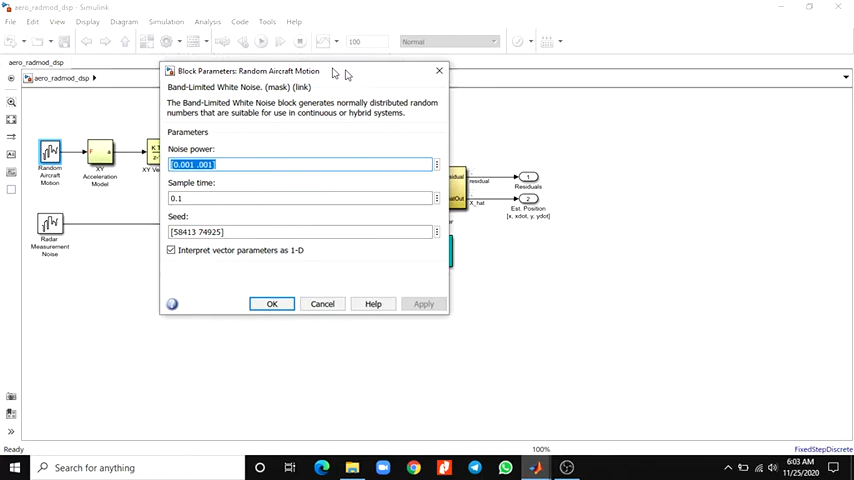 aero_radmod_dsp - Simulink
File Edit View Display Diagram Simulation Analysis Code Tools Help
100
Normal
aero_radmod_dsp
aero_radmod_dsp
Block Parameters: Random Aircraft Motion
Band-Limited White Noise. (mask) (link)
The Band-Limited White Noise block generates normally distributed random
numbers that are suitable for use in continuous or hybrid systems.
Parameters
Noise power:
[0.001 .001]
Sample time:
0.1
Seed:
[58413 74925]
Interpret vector parameters as 1-D
OK Cancel Help Apply
Random
Aircraft
Motion
a
XY
Acceleration
Model
Radar
Measurement
Noise
residual
1
Residuals
X_hat
2
Est. Position
[x, xdot, y, ydot]
Ready
100%
FixedStepDiscrete
Search for anything
6:03 AM
11/25/2020